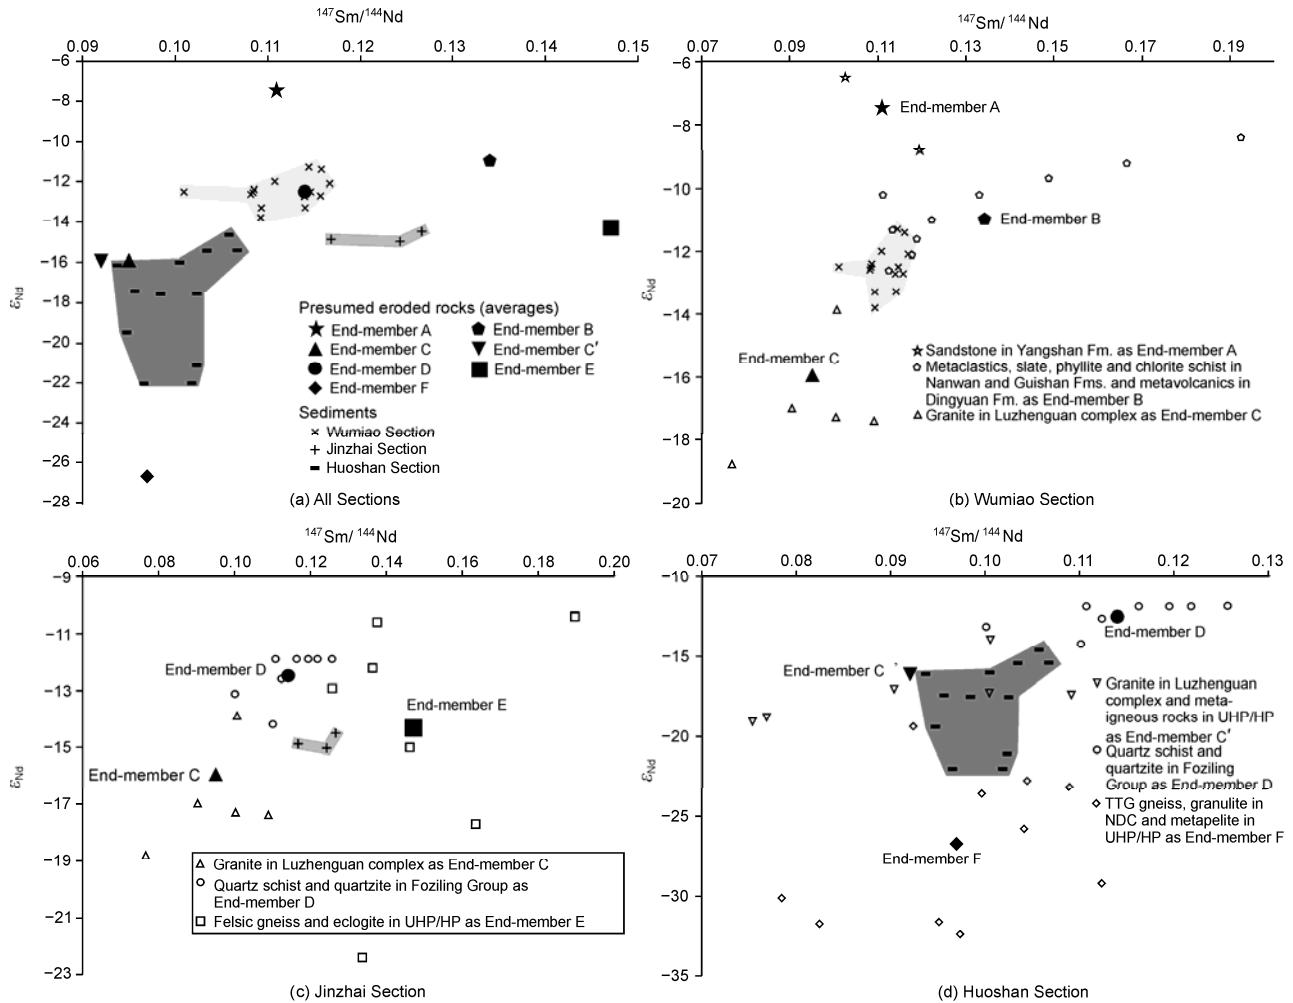 147Sm/144Nd
0.09 0.10 0.11 0.12 0.13 0.14 0.15
−6
−8
−10
−12
−14
−16
−18
−20
−22
−24
−26
−28
εNd
Presumed eroded rocks (averages)
End-member A
End-member B
End-member C
End-member C′
End-member D
End-member E
End-member F
Sediments
Wumiao Section
Jinzhai Section
Huoshan Section
(a) All Sections
147Sm/144Nd
0.07 0.09 0.11 0.13 0.15 0.17 0.19
−6
−8
−10
−12
−14
−16
−18
−20
εNd
End-member A
End-member B
End-member C
Sandstone in Yangshan Fm. as End-member A
Metaclastics, slate, phyllite and chlorite schist in
Nanwan and Guishan Fms. and metavolcanics in
Dingyuan Fm. as End-member B
Granite in Luzhenguan complex as End-member C
(b) Wumiao Section
147Sm/ 144Nd
0.06 0.08 0.10 0.12 0.14 0.16 0.18 0.20
−9
−11
−13
−15
−17
−19
−21
−23
εNd
End-member D
End-member E
End-member C
Granite in Luzhenguan complex as End-member C
Quartz schist and quartzite in Foziling Group as
End-member D
Felsic gneiss and eclogite in UHP/HP as End-member E
(c) Jinzhai Section
147Sm/ 144Nd
0.07 0.08 0.09 0.10 0.11 0.12 0.13
−10
−15
−20
−25
−30
−35
εNd
End-member D
End-member C ′
End-member F
Granite in Luzhenguan
complex and meta-
igneous rocks in UHP/HP
as End-member C′
Quartz schist and
quartzite in Foziling
Group as End-member D
TTG gneiss, granulite in
NDC and metapelite in
UHP/HP as End-member F
(d) Huoshan Section